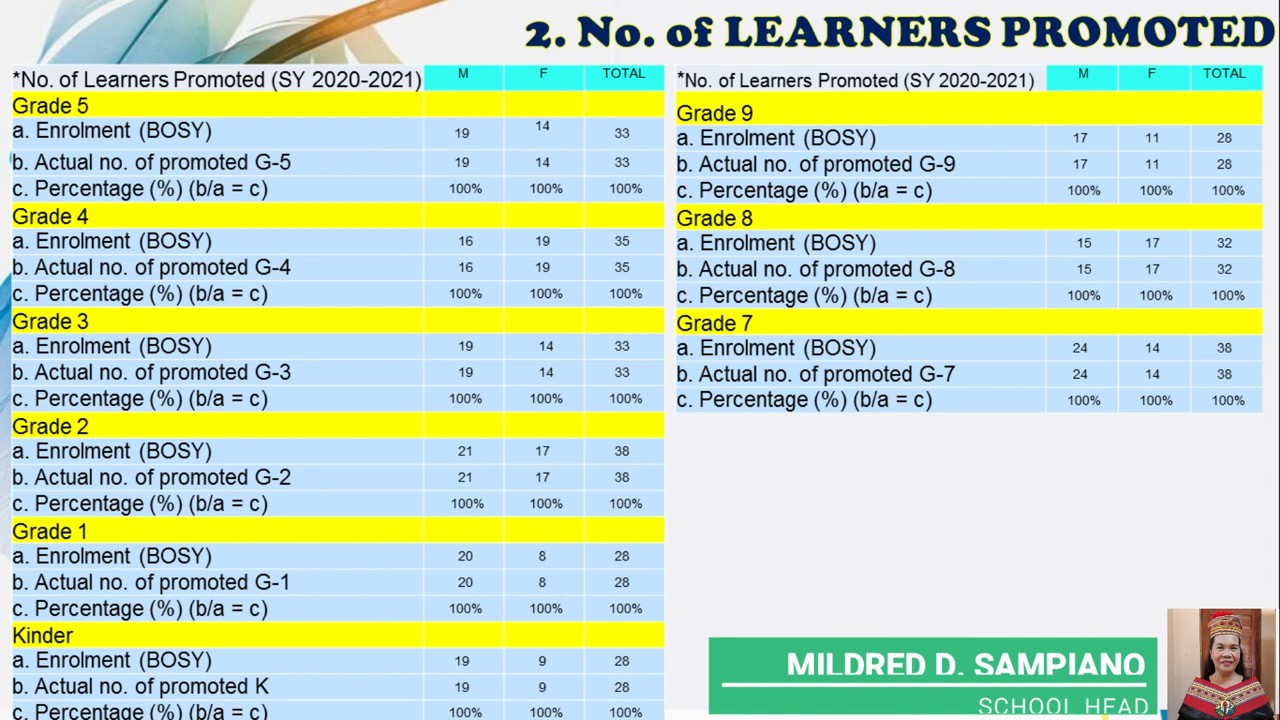 2. No. of LEARNERS PROMOTED
*No. of Learners Promoted (SY 2020-2021) M F TOTAL
Grade 5
a. Enrolment (BOSY) 19 14 33
b. Actual no. of promoted G-5 19 14 33
c. Percentage (%) (b/a = c) 100% 100% 100%
Grade 4
a. Enrolment (BOSY) 16 19 35
b. Actual no. of promoted G-4 16 19 35
c. Percentage (%) (b/a = c) 100% 100% 100%
Grade 3
a. Enrolment (BOSY) 19 14 33
b. Actual no. of promoted G-3 19 14 33
c. Percentage (%) (b/a = c) 100% 100% 100%
Grade 2
a. Enrolment (BOSY) 21 17 38
b. Actual no. of promoted G-2 21 17 38
c. Percentage (%) (b/a = c) 100% 100% 100%
Grade 1
a. Enrolment (BOSY) 20 8 28
b. Actual no. of promoted G-1 20 8 28
c. Percentage (%) (b/a = c) 100% 100% 100%
Kinder
a. Enrolment (BOSY) 19 9 28
b. Actual no. of promoted K 19 9 28
c. Percentage (%) (b/a = c) 100% 100% 100%
*No. of Learners Promoted (SY 2020-2021) M F TOTAL
Grade 9
a. Enrolment (BOSY) 17 11 28
b. Actual no. of promoted G-9 17 11 28
c. Percentage (%) (b/a = c) 100% 100% 100%
Grade 8
a. Enrolment (BOSY) 15 17 32
b. Actual no. of promoted G-8 15 17 32
c. Percentage (%) (b/a = c) 100% 100% 100%
Grade 7
a. Enrolment (BOSY) 24 14 38
b. Actual no. of promoted G-7 24 14 38
c. Percentage (%) (b/a = c) 100% 100% 100%
MILDRED D. SAMPIANO
SCHOOL HEAD